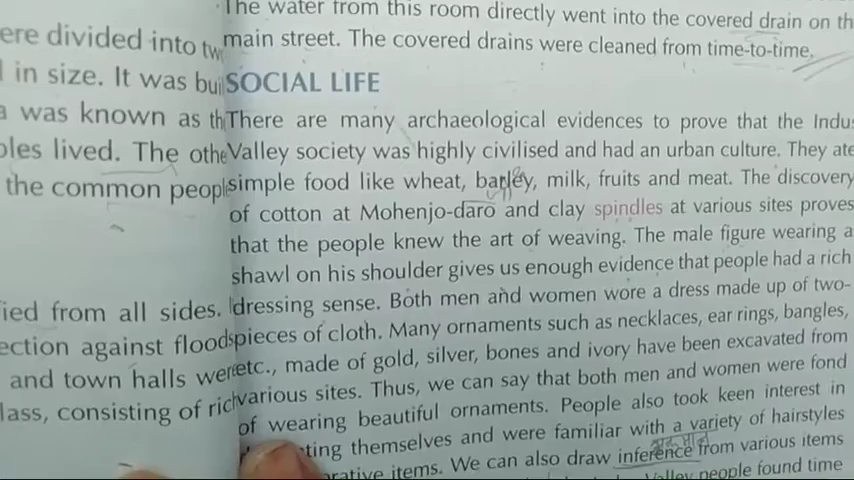 ere divided into tw
l in size. It was bui
a was known as th
ples lived. The othe
the common peopl
ied from all sides.
ection against floods
and town halls were
lass, consisting of rich
The water from this room directly went into the covered drain on th
main street. The covered drains were cleaned from time-to-time.
SOCIAL LIFE
There are many archaeological evidences to prove that the Indu
Valley society was highly civilised and had an urban culture. They ate
simple food like wheat, barley, milk, fruits and meat. The discovery
of cotton at Mohenjo-daro and clay spindles at various sites proves
that the people knew the art of weaving. The male figure wearing a
shawl on his shoulder gives us enough evidence that people had a rich
dressing sense. Both men and women wore a dress made up of two-
pieces of cloth. Many ornaments such as necklaces, ear rings, bangles,
etc., made of gold, silver, bones and ivory have been excavated from
various sites. Thus, we can say that both men and women were fond
of wearing beautiful ornaments. People also took keen interest in
ting themselves and were familiar with a variety of hairstyles
rative items. We can also draw inference from various items
Valley people found time